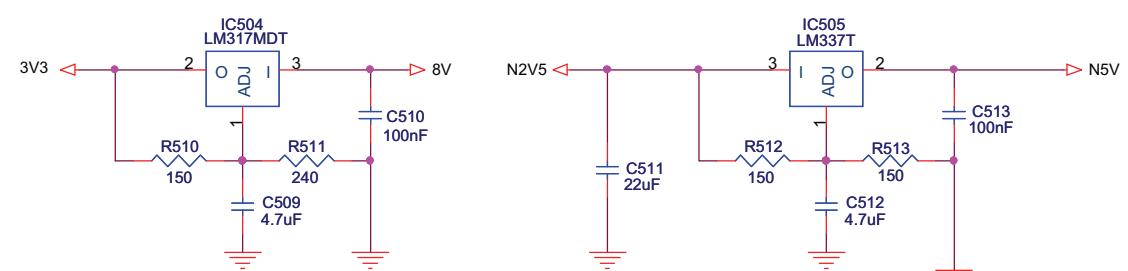 IC504
LM317MDT
3V3
2
O
ADJ
I
3
8V
1
C510
100nF
R510
150
R511
240
C509
4.7uF
IC505
LM337T
N2V5
3
I
ADJ
O
2
N5V
1
C513
100nF
C511
22uF
R512
150
R513
150
C512
4.7uF